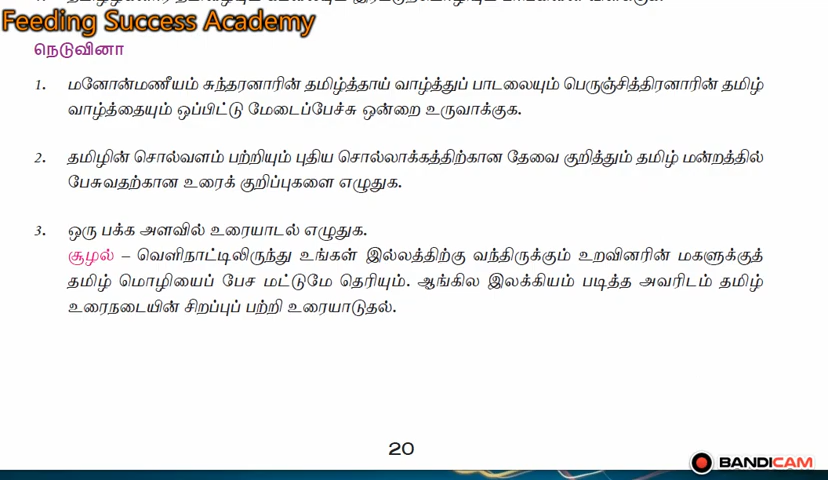 Feeding Success Academy
நெடுவினா
1. மனோன்மணீயம் சுந்தரனாரின் தமிழ்த்தாய் வாழ்த்துப் பாடலையும் பெருஞ்சித்திரனாரின் தமிழ்
வாழ்த்தையும் ஒப்பிட்டு மேடைப்பேச்சு ஒன்றை உருவாக்குக.
2. தமிழின் சொல்வளம் பற்றியும் புதிய சொல்லாக்கத்திற்கான தேவை குறித்தும் தமிழ் மன்றத்தில்
பேசுவதற்கான உரைக் குறிப்புகளை எழுதுக.
3. ஒரு பக்க அளவில் உரையாடல் எழுதுக.
சூழல் – வெளிநாட்டிலிருந்து உங்கள் இல்லத்திற்கு வந்திருக்கும் உறவினரின் மகளுக்குத்
தமிழ் மொழியைப் பேச மட்டுமே தெரியும். ஆங்கில இலக்கியம் படித்த அவரிடம் தமிழ்
உரைநடையின் சிறப்புப் பற்றி உரையாடுதல்.
20
BANDICAM